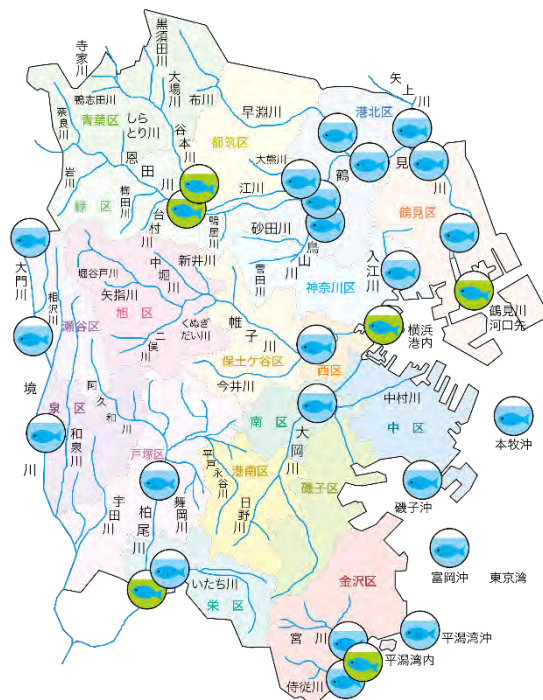 黒須田川
寺家川
大場川
鴨志田川
布川
早淵川
矢上川
港北区
奈良川
青葉区
しらとり川
谷本川
都筑区
恩田川
大熊川
鶴見川
岩川
梅田川
江川
緑区
台村川
鴨居川
砂田川
鳥山川
鶴見区
菅田川
入江川
大門川
相沢川
堀谷戸川
中堀川
新井川
神奈川区
矢指川
旭区
瀬谷区
二俣川
くぬぎだい川
帷子川
鶴見川
河口先
横浜
港内
保土ケ谷区
西区
今井川
境川
泉区
阿久和川
和泉川
南区
大岡川
中村川
中区
本牧沖
戸塚区
平戸永谷川
港南区
磯子区
舞岡川
柏尾川
宇田川
日野川
磯子沖
富岡沖
東京湾
いたち川
栄区
金沢区
宮川
平潟湾沖
平潟湾内
侍従川